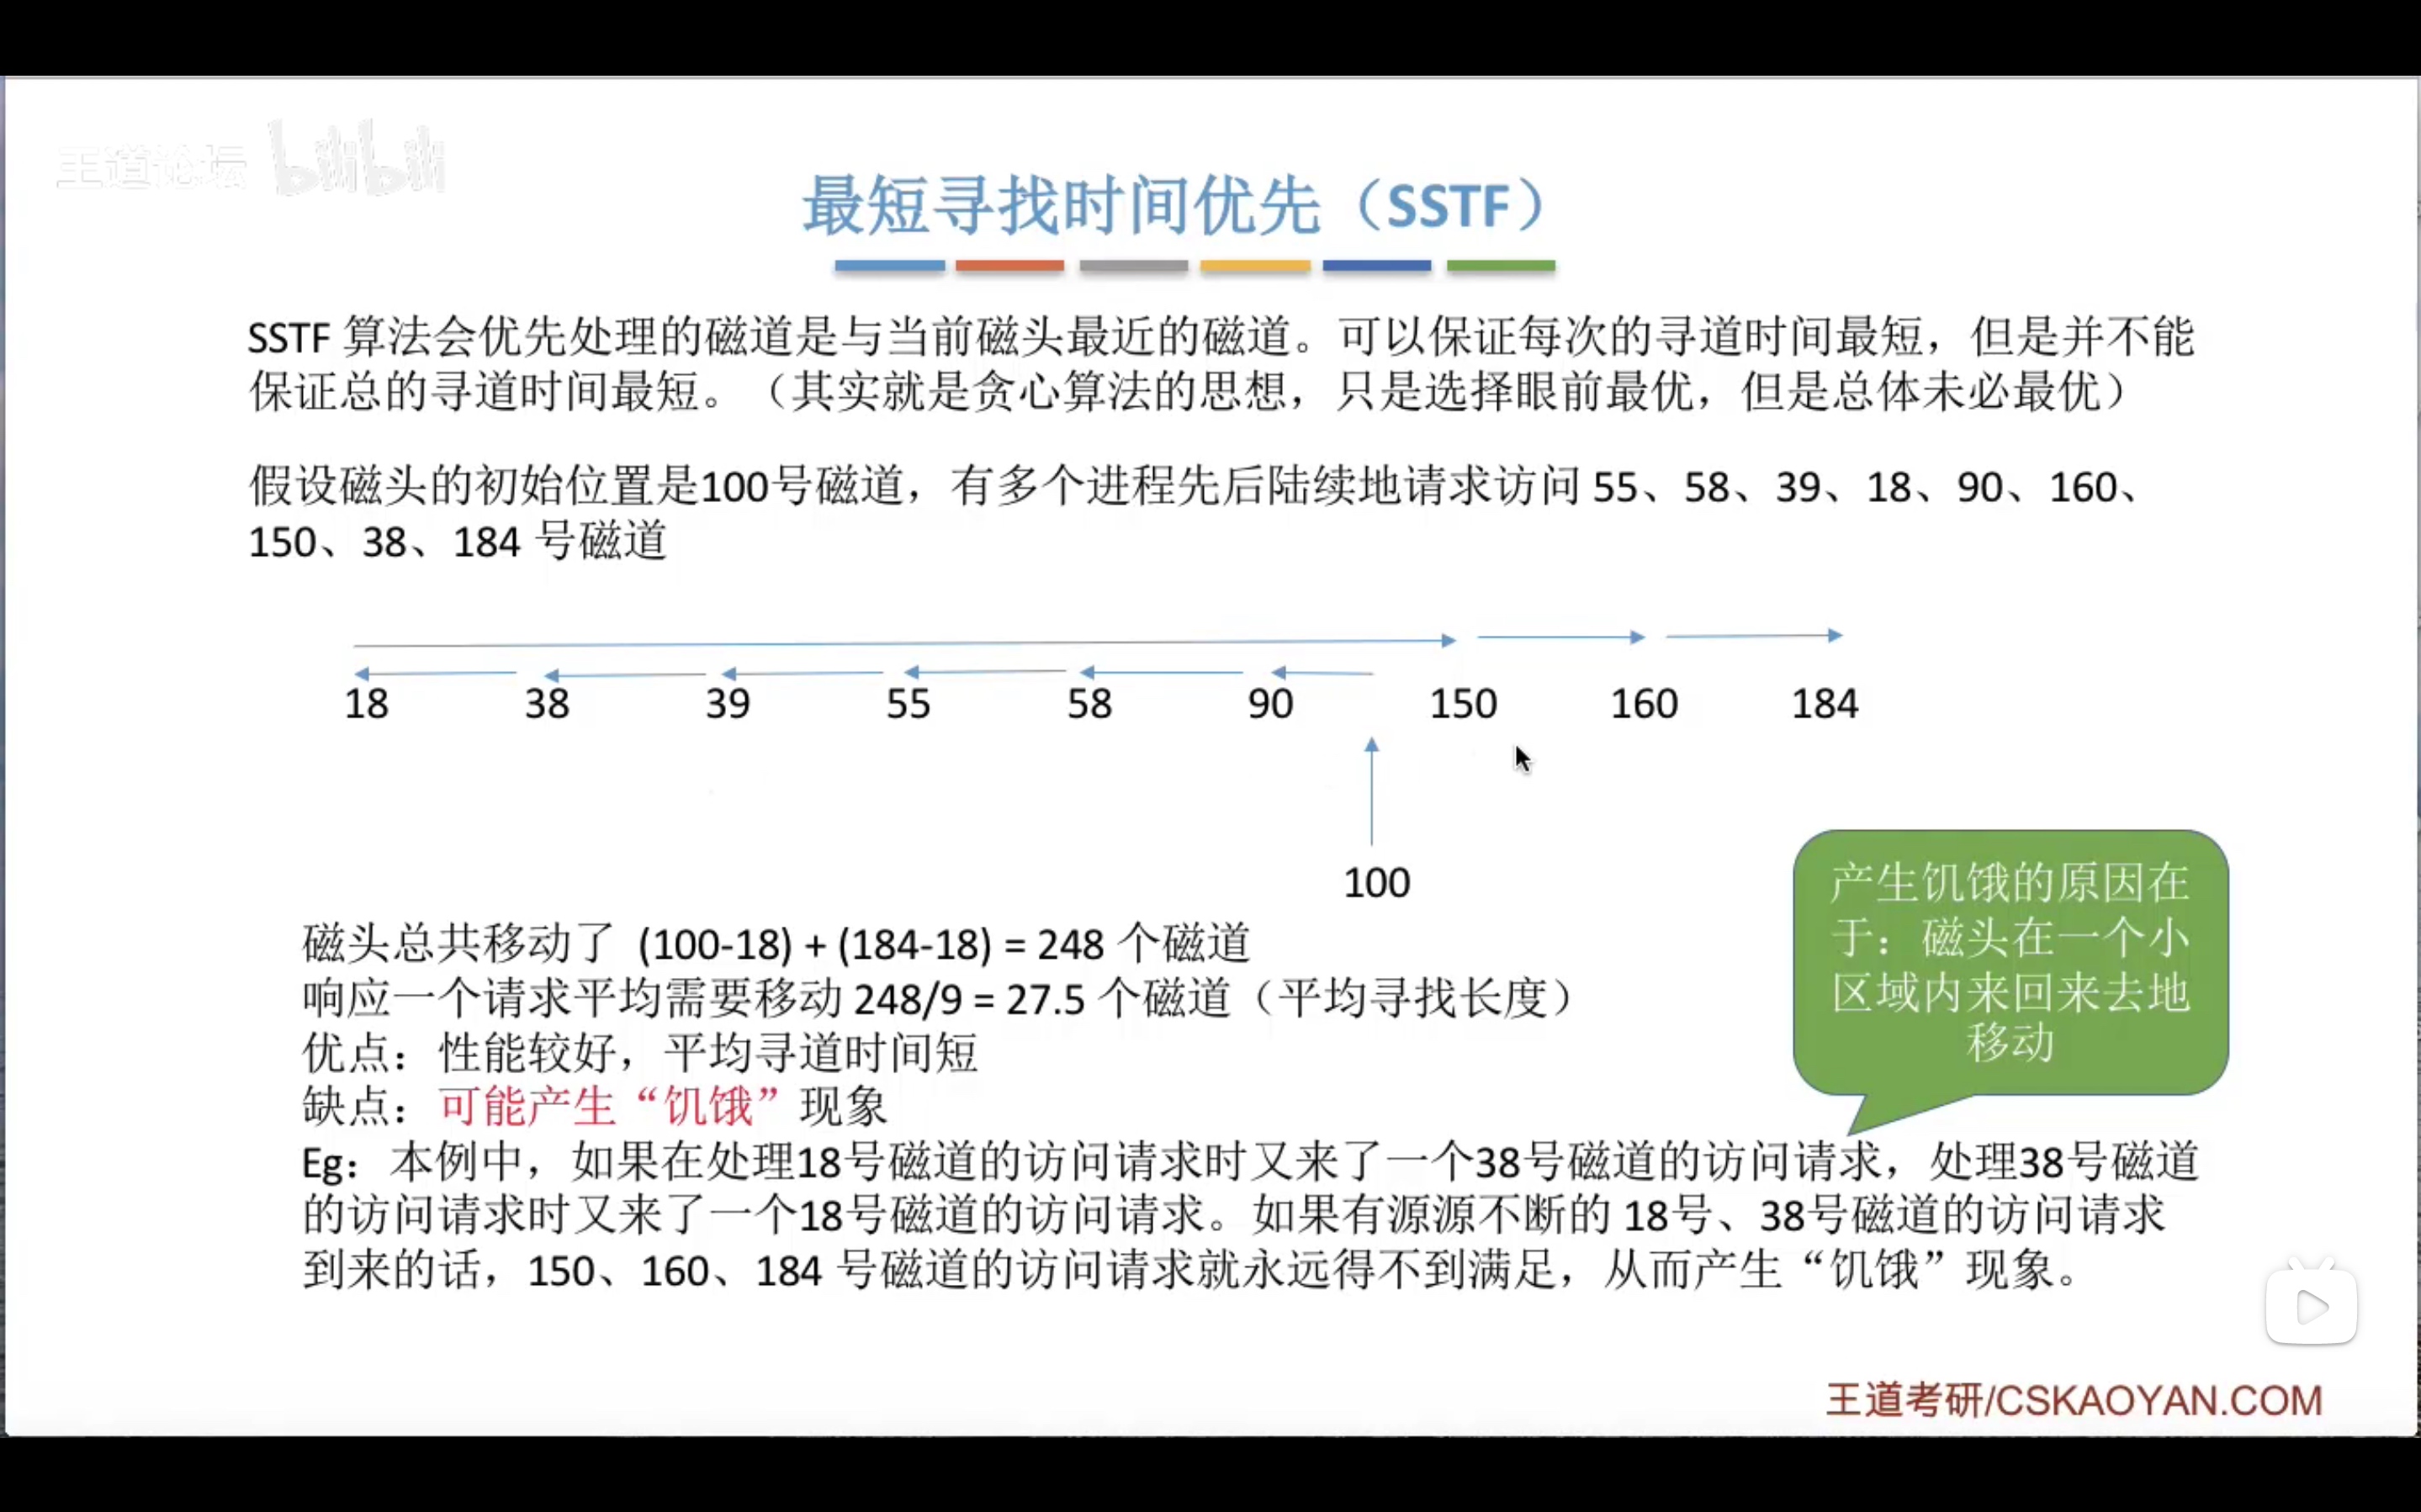 王道论坛 bilibili
最短寻找时间优先（SSTF）
SSTF 算法会优先处理的磁道是与当前磁头最近的磁道。可以保证每次的寻道时间最短，但是并不能
保证总的寻道时间最短。（其实就是贪心算法的思想，只是选择眼前最优，但是总体未必最优）
假设磁头的初始位置是100号磁道，有多个进程先后陆续地请求访问 55、58、39、18、90、160、
150、38、184 号磁道
18 38 39 55 58 90 150 160 184
100
磁头总共移动了 (100-18) + (184-18) = 248 个磁道
响应一个请求平均需要移动 248/9 = 27.5 个磁道（平均寻找长度）
优点：性能较好，平均寻道时间短
缺点：可能产生“饥饿”现象
Eg：本例中，如果在处理18号磁道的访问请求时又来了一个38号磁道的访问请求，处理38号磁道
的访问请求时又来了一个18号磁道的访问请求。如果有源源不断的 18号、38号磁道的访问请求
到来的话，150、160、184 号磁道的访问请求就永远得不到满足，从而产生“饥饿”现象。
产生饥饿的原因在
于：磁头在一个小
区域内来回来去地
移动
王道考研/CSKAOYAN.COM